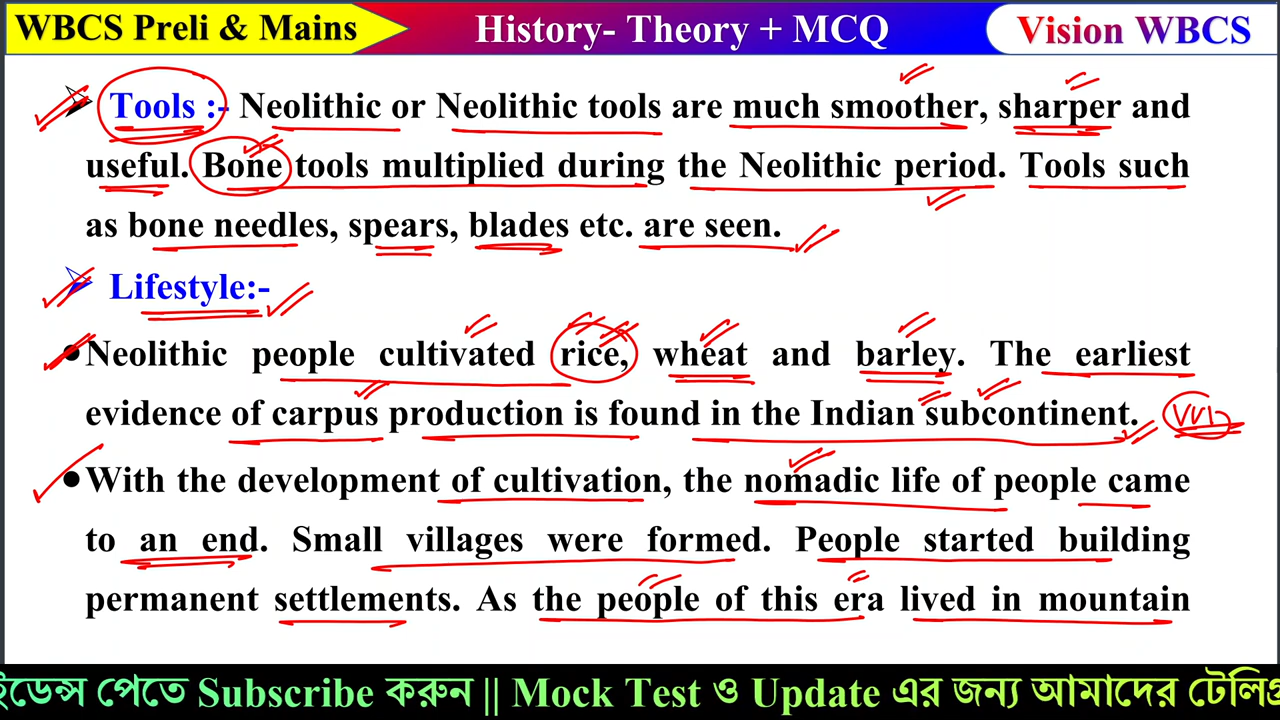 WBCS Preli & Mains
History- Theory + MCQ
Vision WBCS
Tools :- Neolithic or Neolithic tools are much smoother, sharper and
useful. Bone tools multiplied during the Neolithic period. Tools such
as bone needles, spears, blades etc. are seen.
Lifestyle:-
Neolithic people cultivated rice, wheat and barley. The earliest
evidence of carpus production is found in the Indian subcontinent.
With the development of cultivation, the nomadic life of people came
to an end. Small villages were formed. People started building
permanent settlements. As the people of this era lived in mountain
পেতে Subscribe করুন || Mock Test ও Update এর জন্য আমাদের